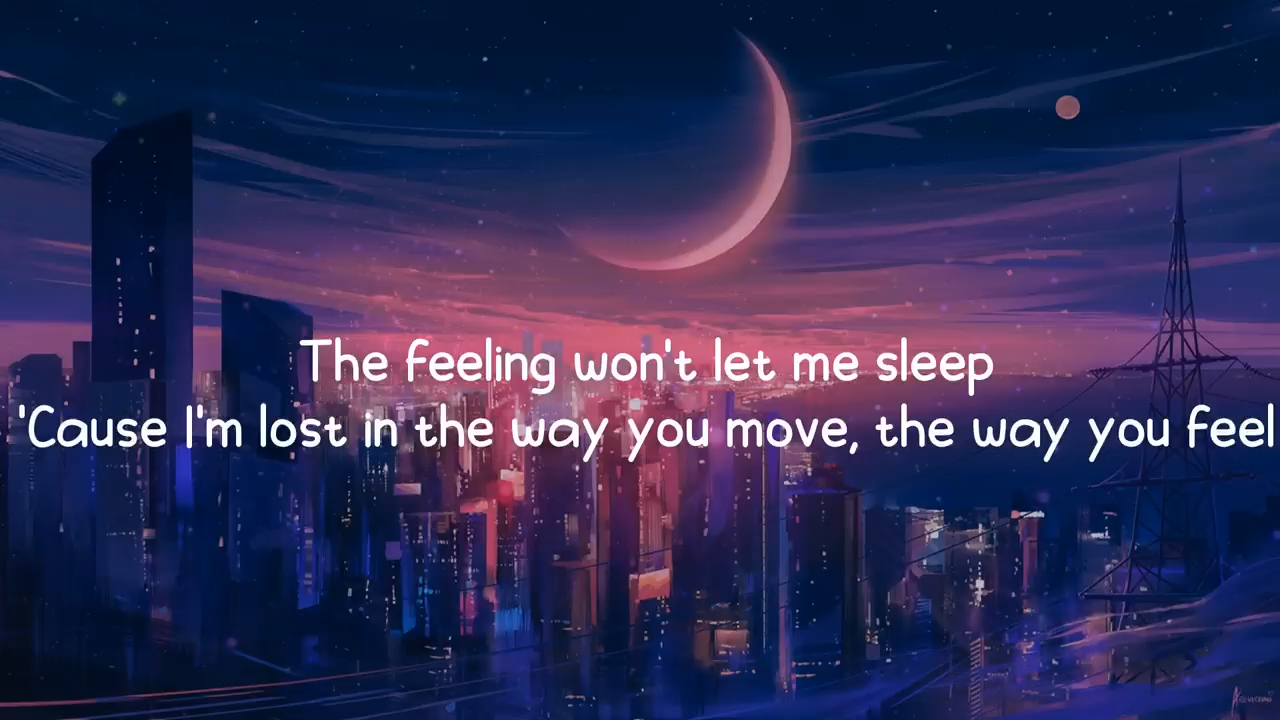 The feeling won't let me sleep
'Cause I'm lost in the way you move, the way you feel